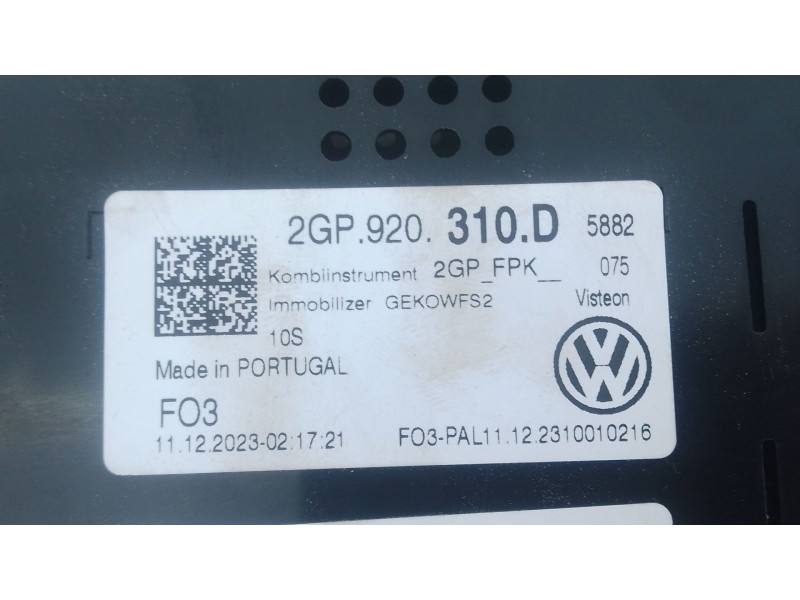 2GP.920. 310.D 5882
Kombiinstrument 2GP_FPK__ 075
Immobilizer GEKOWFS2 Visteon
10S
Made in PORTUGAL
FO3
11.12.2023-02:17:21 FO3-PAL11.12.2310010216